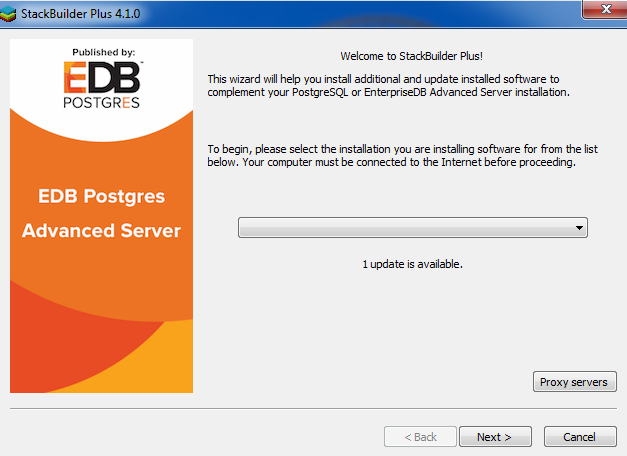 StackBuilder Plus 4.1.0
Published by:
EDB™
POSTGRES
EDB Postgres
Advanced Server
Welcome to StackBuilder Plus!
This wizard will help you install additional and update installed software to
complement your PostgreSQL or EnterpriseDB Advanced Server installation.
To begin, please select the installation you are installing software for from the list
below. Your computer must be connected to the Internet before proceeding.
1 update is available.
Proxy servers
< Back
Next >
Cancel